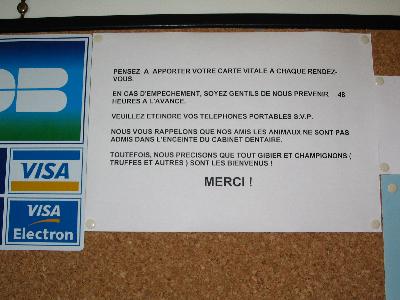 CB
VISA
VISA
Electron
PENSEZ A APPORTER VOTRE CARTE VITALE A CHAQUE RENDEZ-
VOUS.
EN CAS D'EMPECHEMENT, SOYEZ GENTILS DE NOUS PREVENIR 48
HEURES A L'AVANCE.
VEUILLEZ ETEINDRE VOS TELEPHONES PORTABLES S.V.P.
NOUS VOUS RAPPELONS QUE NOS AMIS LES ANIMAUX NE SONT PAS
ADMIS DANS L'ENCEINTE DU CABINET DENTAIRE.
TOUTEFOIS, NOUS PRECISONS QUE TOUT GIBIER ET CHAMPIGNONS (
TRUFFES ET AUTRES ) SONT LES BIENVENUS !
MERCI !